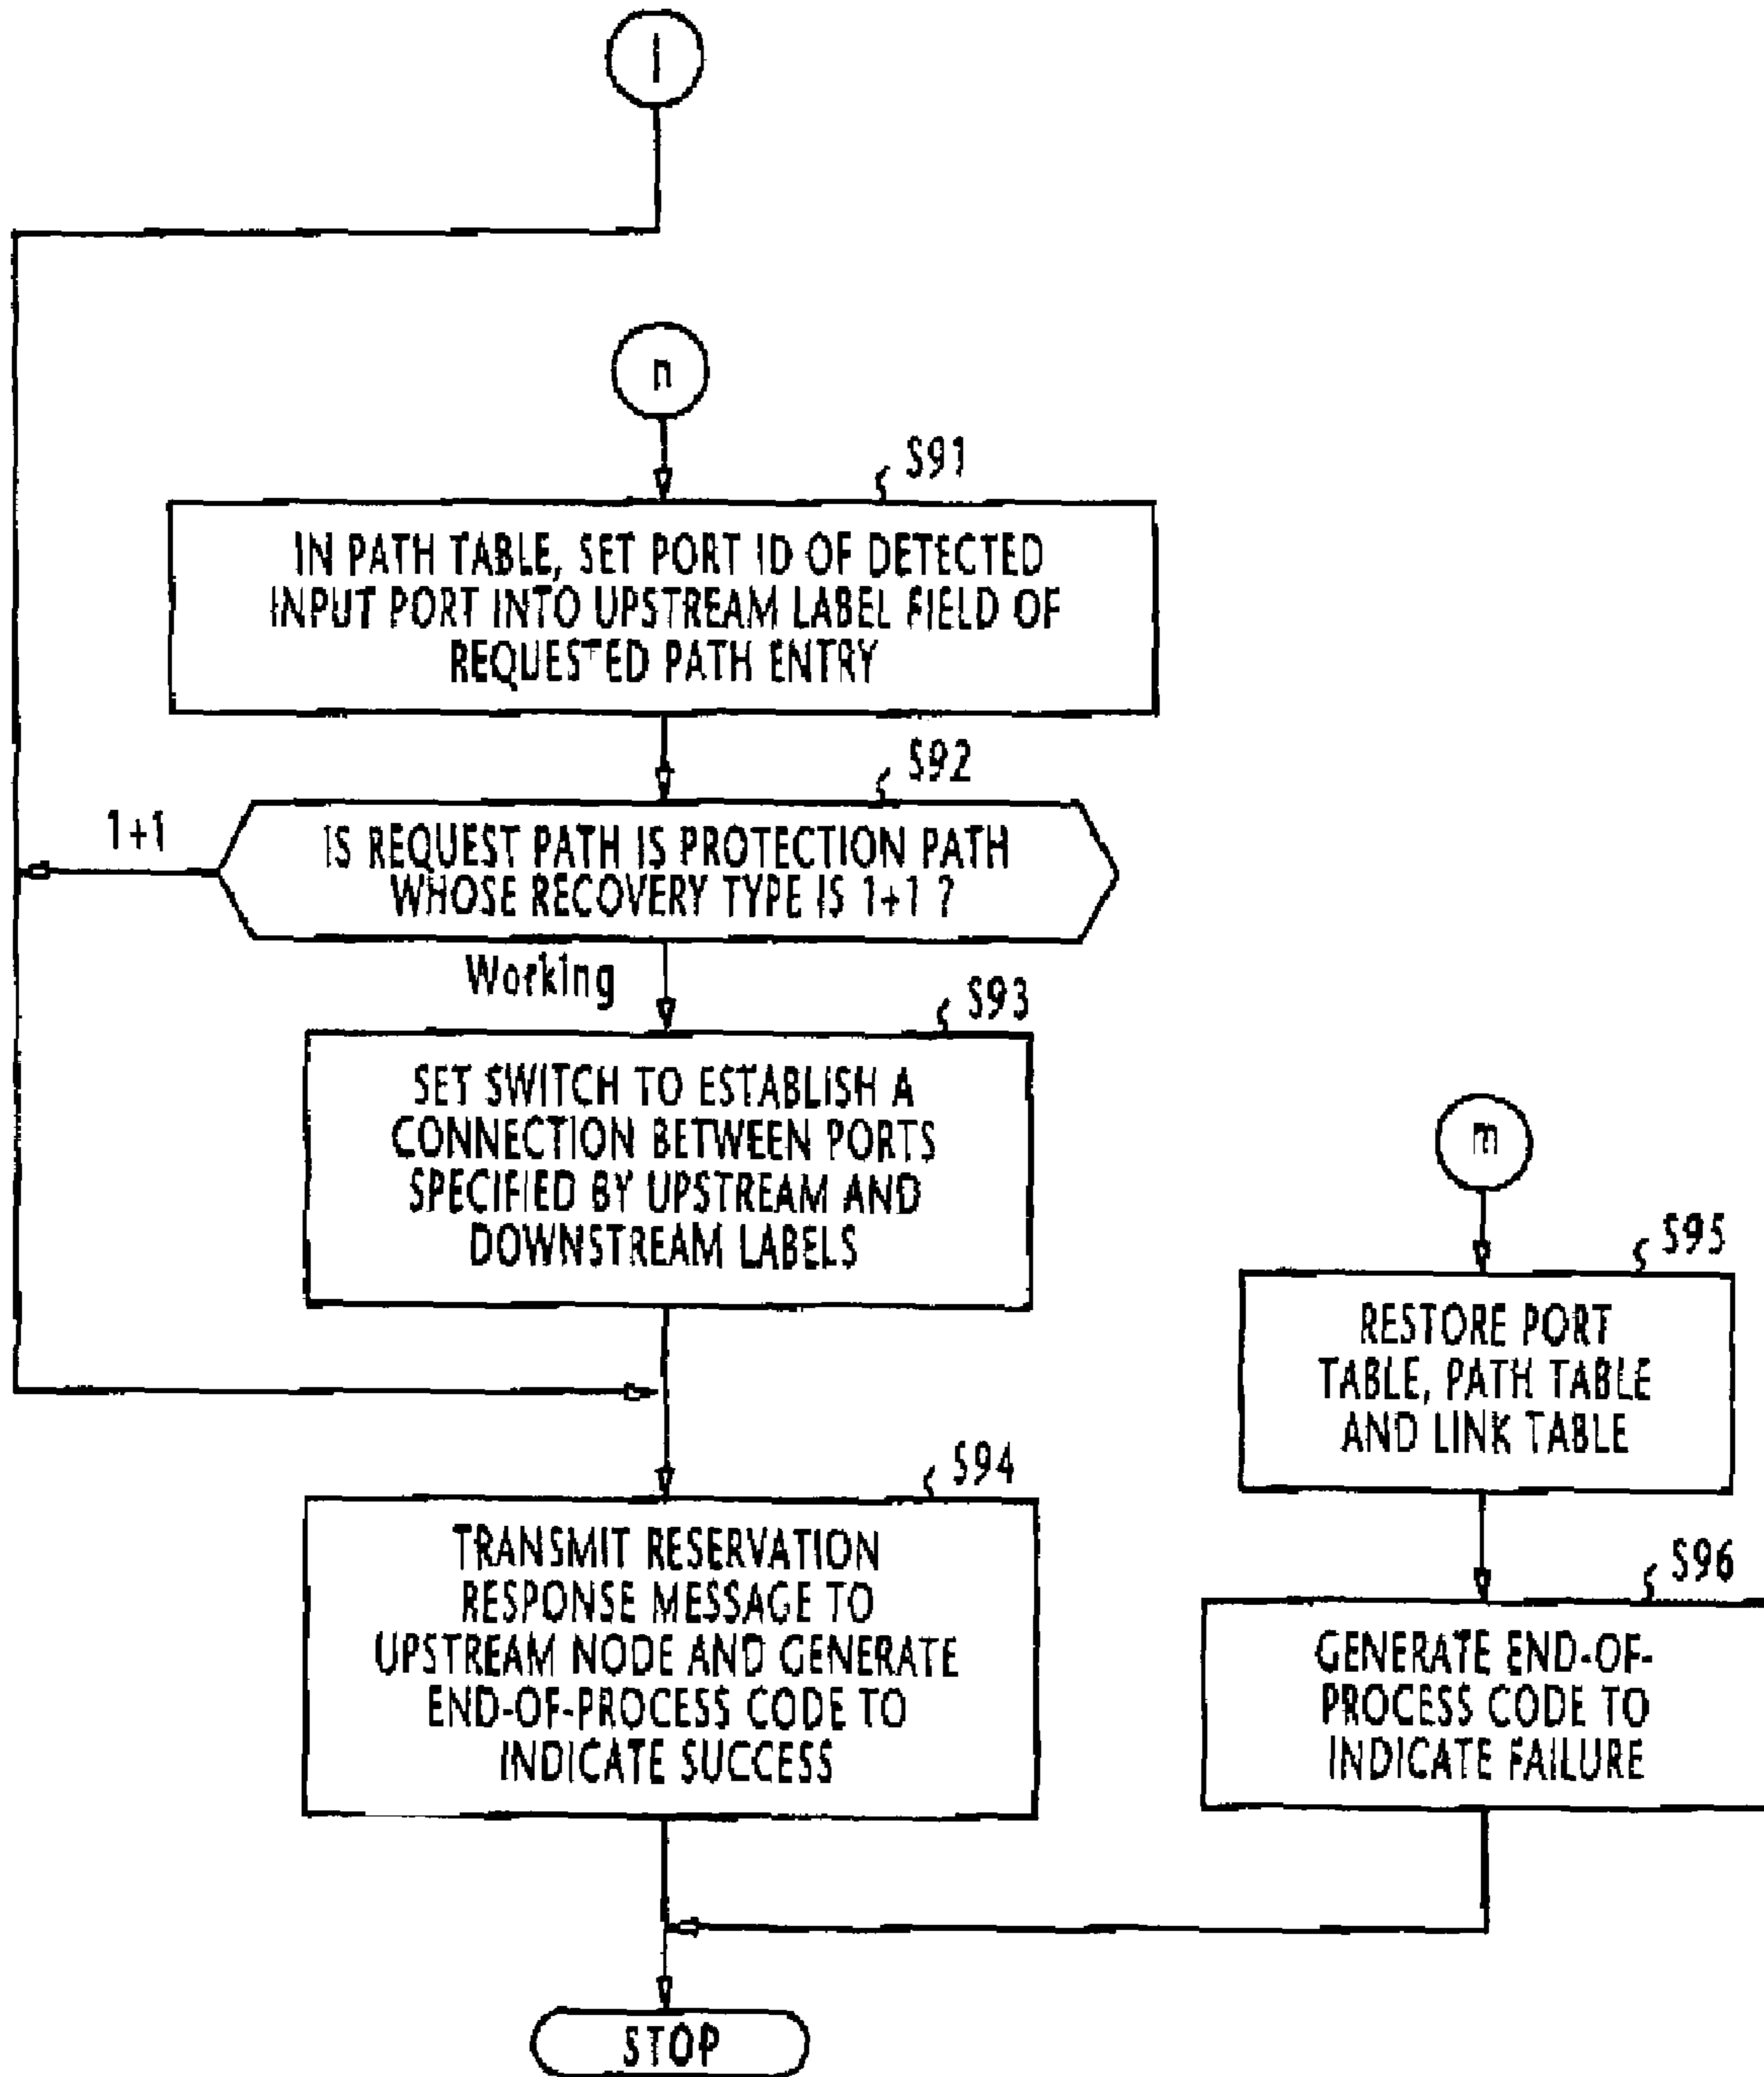 l
n
S91
IN PATH TABLE, SET PORT ID OF DETECTED
INPUT PORT INTO UPSTREAM LABEL FIELD OF
REQUESTED PATH ENTRY
S92
1+1
IS REQUEST PATH IS PROTECTION PATH
WHOSE RECOVERY TYPE IS 1+1 ?
Working
S93
SET SWITCH TO ESTABLISH A
CONNECTION BETWEEN PORTS
SPECIFIED BY UPSTREAM AND
DOWNSTREAM LABELS
m
S95
RESTORE PORT
TABLE, PATH TABLE
AND LINK TABLE
S94
TRANSMIT RESERVATION
RESPONSE MESSAGE TO
UPSTREAM NODE AND GENERATE
END-OF-PROCESS CODE TO
INDICATE SUCCESS
S96
GENERATE END-OF-
PROCESS CODE TO
INDICATE FAILURE
STOP